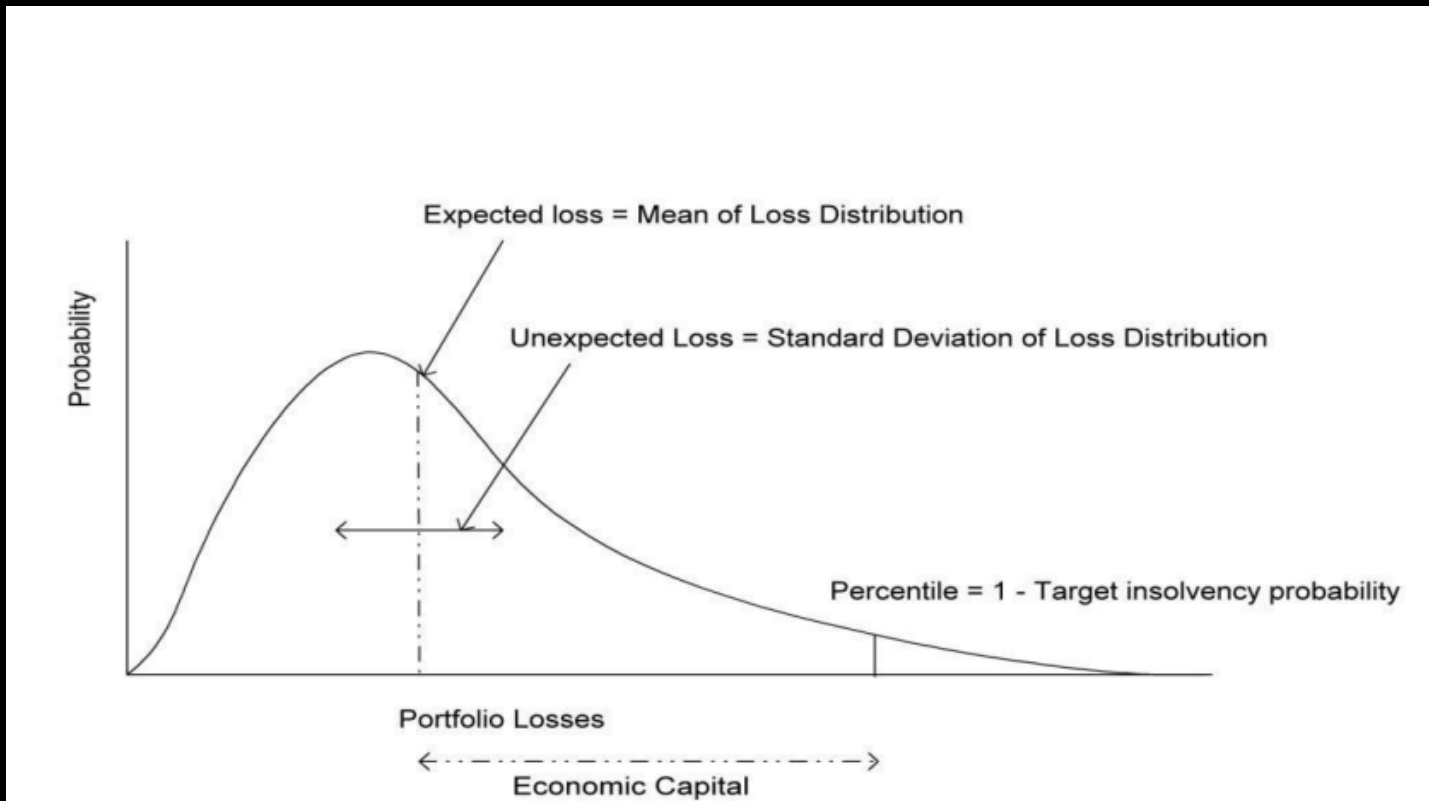 Expected loss = Mean of Loss Distribution
Probability
Unexpected Loss = Standard Deviation of Loss Distribution
Percentile = 1 - Target insolvency probability
Portfolio Losses
Economic Capital